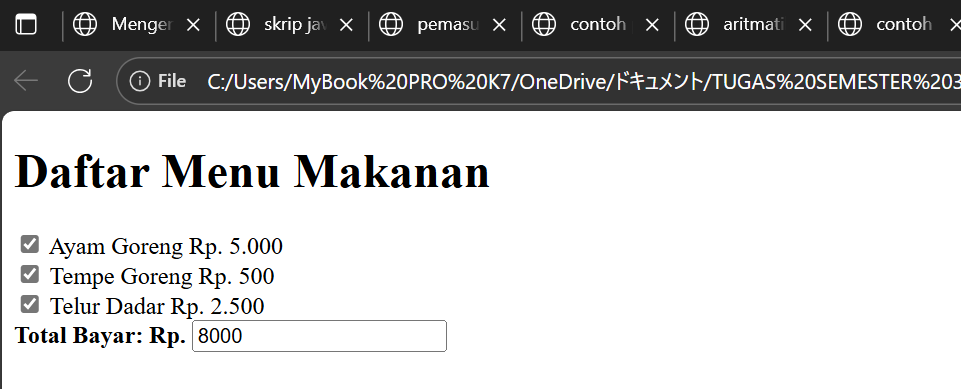 Menger skrip jav pemasu contoh aritmati contoh
File C:/Users/MyBook%20PRO%20K7/OneDrive/ドキュメント/TUGAS%20SEMESTER%203
Daftar Menu Makanan
Ayam Goreng Rp. 5.000
Tempe Goreng Rp. 500
Telur Dadar Rp. 2.500
Total Bayar: Rp. 8000